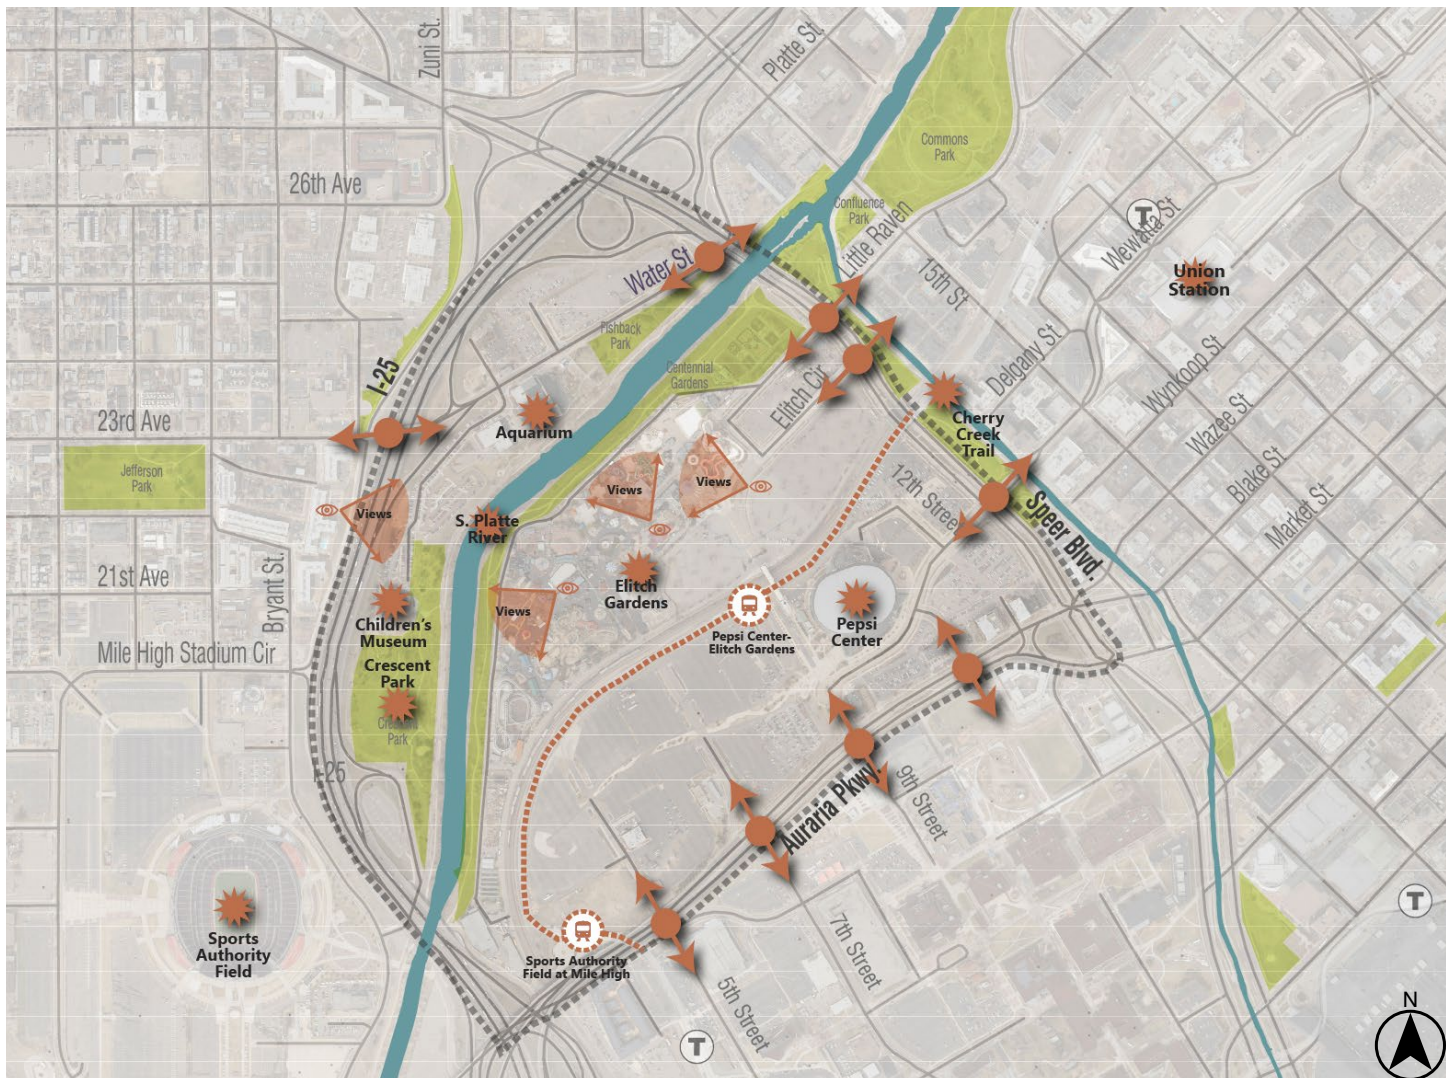 Zuni St.
Platte St
Commons
Park
26th Ave
Confluence
Park
Little Raven
T
Wewatta St
Water St
15th St
Union
Station
Fishback
Park
I-25
Centennial
Gardens
Elitch Cir
Delgany St
Wynkoop St
23rd Ave
Aquarium
Cherry
Creek
Trail
Wazee St
Jefferson
Park
Views
Views
12th Street
Blake St
Views
S. Platte
River
Speer Blvd.
Market St
21st Ave
Bryant St.
Elitch
Gardens
Views
Children's
Museum
Pepsi Center-
Elitch Gardens
Pepsi
Center
Mile High Stadium Cir
Crescent
Park
Crescent
Park
I-25
Auraria Pkwy.
9th Street
T
Sports
Authority
Field
Sports Authority
Field at Mile High
7th Street
5th Street
T
N